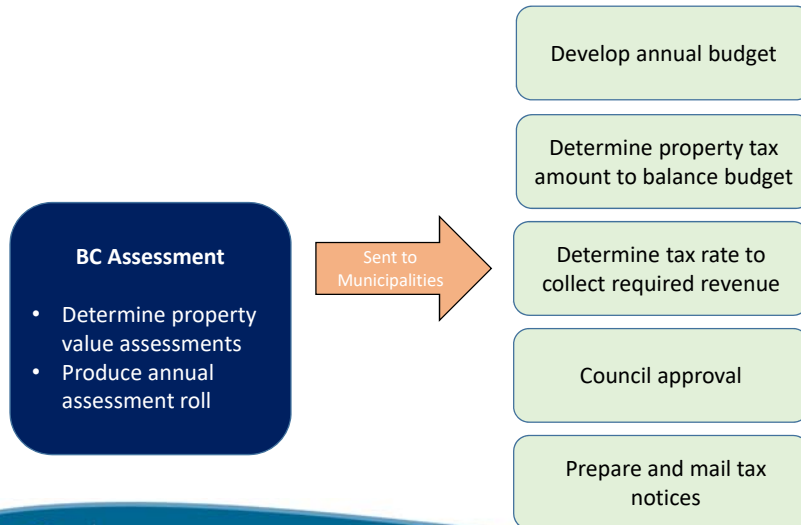 BC Assessment
• Determine property
value assessments
• Produce annual
assessment roll
Sent to
Municipalities
Develop annual budget
Determine property tax
amount to balance budget
Determine tax rate to
collect required revenue
Council approval
Prepare and mail tax
notices